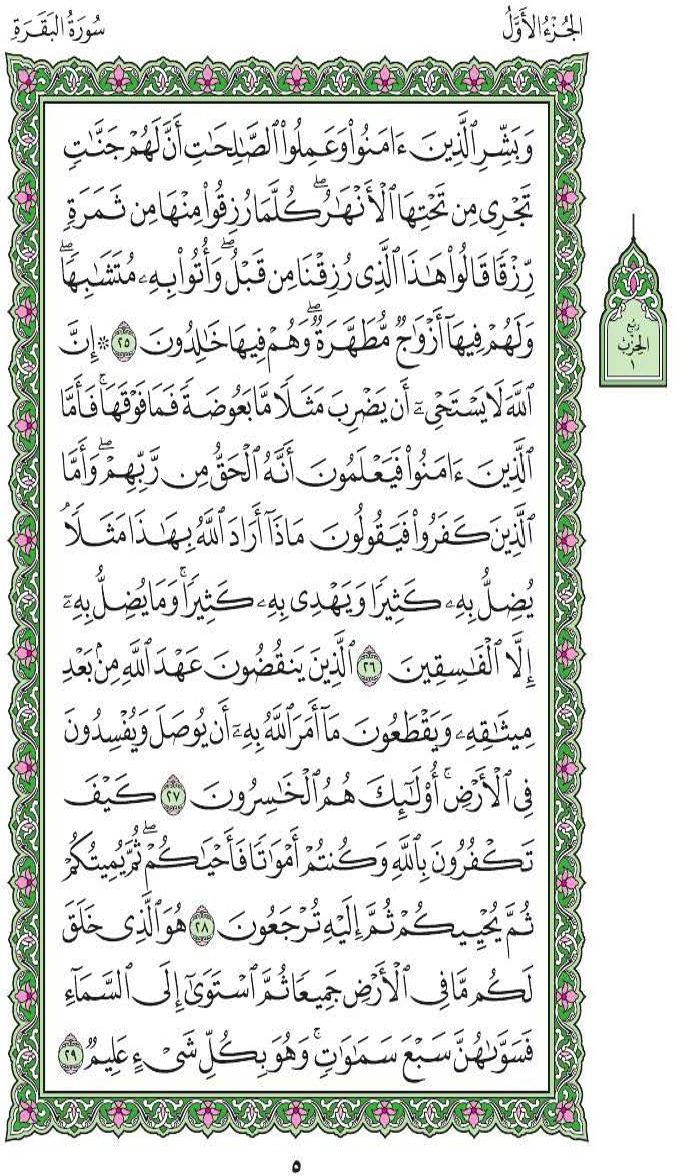 الجُزْءُ الأَوَّلُ
سُورَةُ البَقَرَةِ
وَبَشِّرِ ٱلَّذِينَ ءَامَنُواْ وَعَمِلُواْ ٱلصَّٰلِحَٰتِ أَنَّ لَهُمْ جَنَّٰتٍ
تَجْرِى مِن تَحْتِهَا ٱلْأَنْهَٰرُۖ كُلَّمَا رُزِقُواْ مِنْهَا مِن ثَمَرَةٍ
رِّزْقًا قَالُواْ هَٰذَا ٱلَّذِى رُزِقْنَا مِن قَبْلُۖ وَأُتُواْ بِهِۦ مُتَشَٰبِهًاۖ
وَلَهُمْ فِيهَآ أَزْوَٰجٌ مُّطَهَّرَةٌۖ وَهُمْ فِيهَا خَٰلِدُونَ ٢٥ ۞ إِنَّ
ٱللَّهَ لَا يَسْتَحْىِۦٓ أَن يَضْرِبَ مَثَلًا مَّا بَعُوضَةً فَمَا فَوْقَهَاۚ فَأَمَّا
ٱلَّذِينَ ءَامَنُواْ فَيَعْلَمُونَ أَنَّهُ ٱلْحَقُّ مِن رَّبِّهِمْۖ وَأَمَّا
ٱلَّذِينَ كَفَرُواْ فَيَقُولُونَ مَاذَآ أَرَادَ ٱللَّهُ بِهَٰذَا مَثَلًاۘ
يُضِلُّ بِهِۦ كَثِيرًا وَيَهْدِى بِهِۦ كَثِيرًاۚ وَمَا يُضِلُّ بِهِۦٓ
إِلَّا ٱلْفَٰسِقِينَ ٢٦ ٱلَّذِينَ يَنقُضُونَ عَهْدَ ٱللَّهِ مِنۢ بَعْدِ
مِيثَٰقِهِۦ وَيَقْطَعُونَ مَآ أَمَرَ ٱللَّهُ بِهِۦٓ أَن يُوصَلَ وَيُفْسِدُونَ
فِى ٱلْأَرْضِۚ أُوْلَٰٓئِكَ هُمُ ٱلْخَٰسِرُونَ ٢٧ كَيْفَ
تَكْفُرُونَ بِٱللَّهِ وَكُنتُمْ أَمْوَٰتًا فَأَحْيَٰكُمْۖ ثُمَّ يُمِيتُكُمْ
ثُمَّ يُحْيِيكُمْ ثُمَّ إِلَيْهِ تُرْجَعُونَ ٢٨ هُوَ ٱلَّذِى خَلَقَ
لَكُم مَّا فِى ٱلْأَرْضِ جَمِيعًا ثُمَّ ٱسْتَوَىٰٓ إِلَى ٱلسَّمَآءِ
فَسَوَّىٰهُنَّ سَبْعَ سَمَٰوَٰتٍۚ وَهُوَ بِكُلِّ شَىْءٍ عَلِيمٌ ٢٩
ربع
الحزب
١
٥